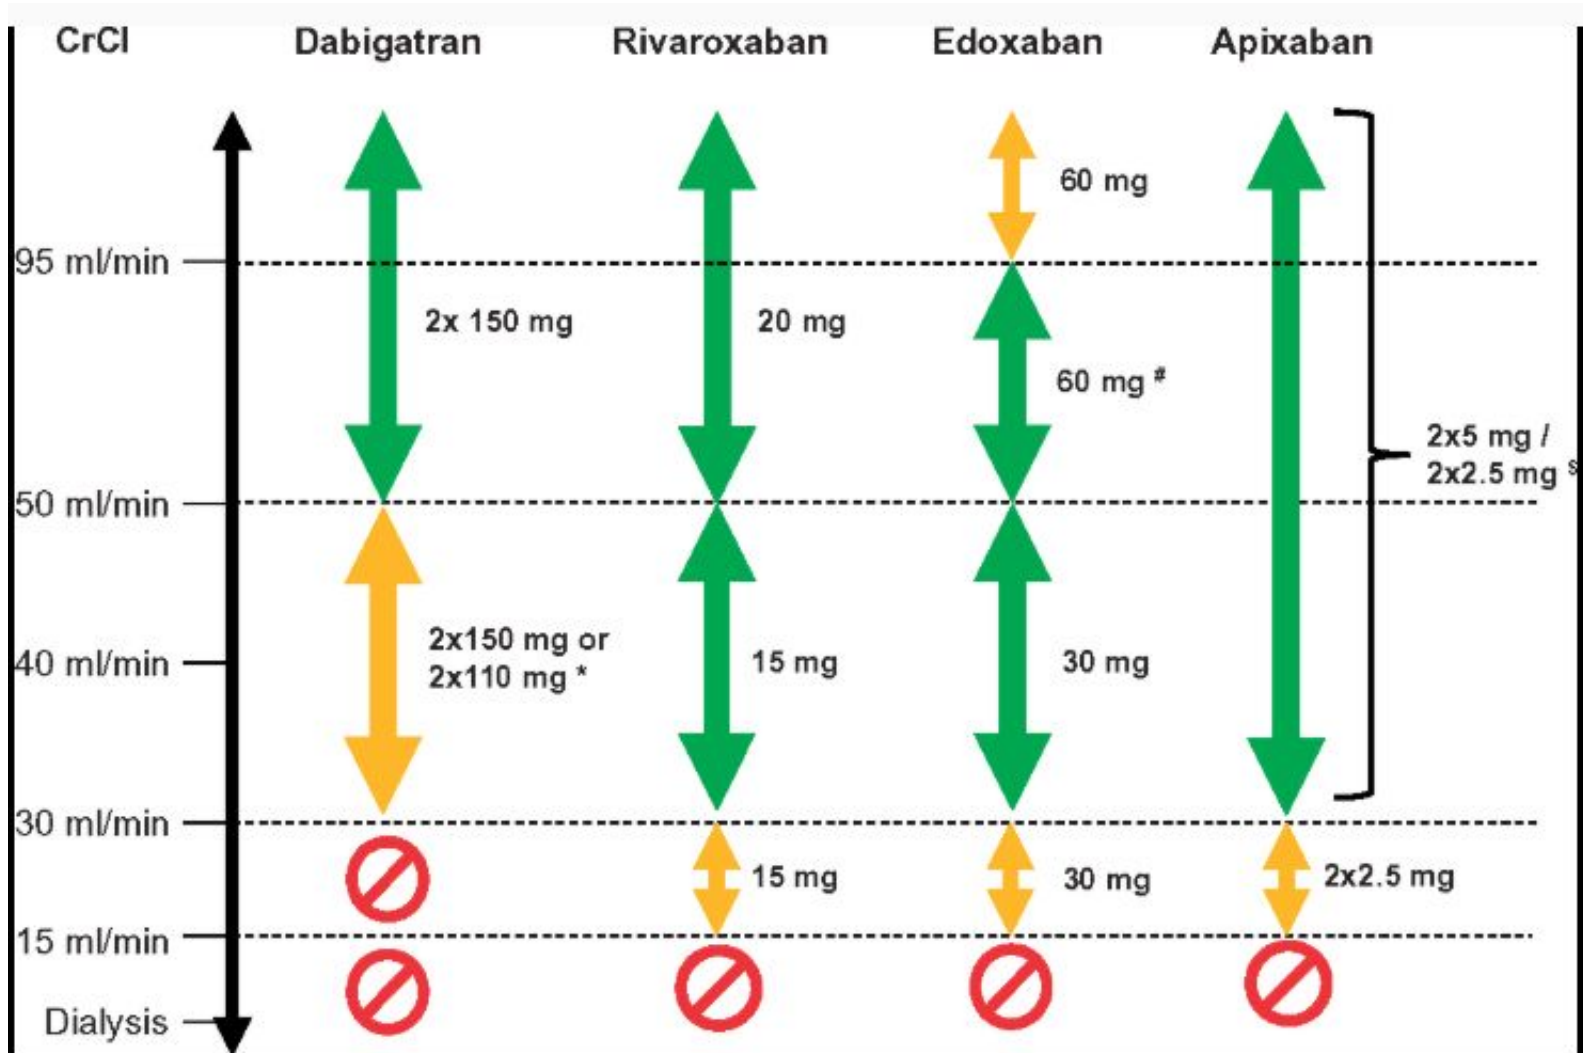 CrCl Dabigatran Rivaroxaban Edoxaban Apixaban
60 mg
95 ml/min
2x 150 mg 20 mg
60 mg #
2x5 mg /
2x2.5 mg $
50 ml/min
2x150 mg or
2x110 mg *
40 ml/min 15 mg 30 mg
30 ml/min
15 mg 30 mg 2x2.5 mg
15 ml/min
Dialysis